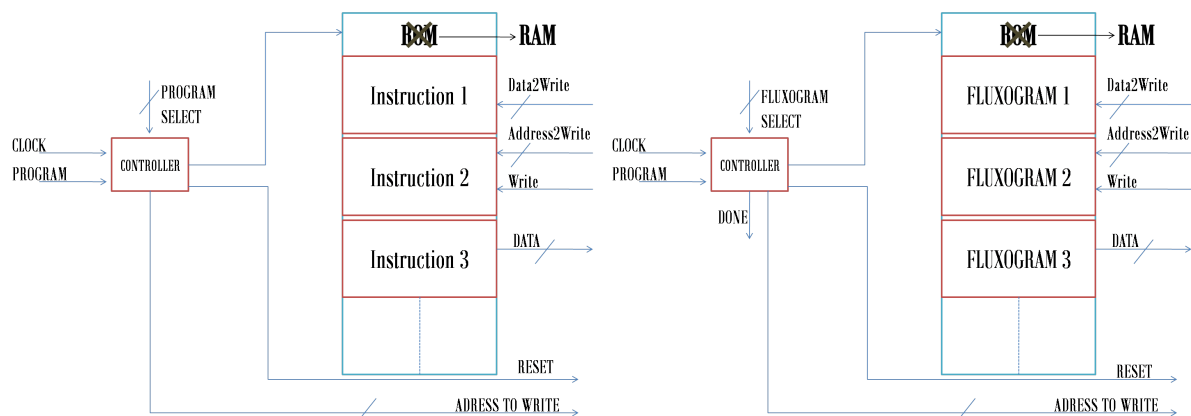 ROM RAM
Instruction 1
Data2Write
PROGRAM
SELECT
Address2Write
CLOCK
CONTROLLER
PROGRAM
Instruction 2
Write
Instruction 3
DATA
RESET
ADRESS TO WRITE
ROM RAM
FLUXOGRAM 1
Data2Write
FLUXOGRAM
SELECT
Address2Write
CLOCK
CONTROLLER
PROGRAM
FLUXOGRAM 2
Write
DONE
FLUXOGRAM 3
DATA
RESET
ADRESS TO WRITE